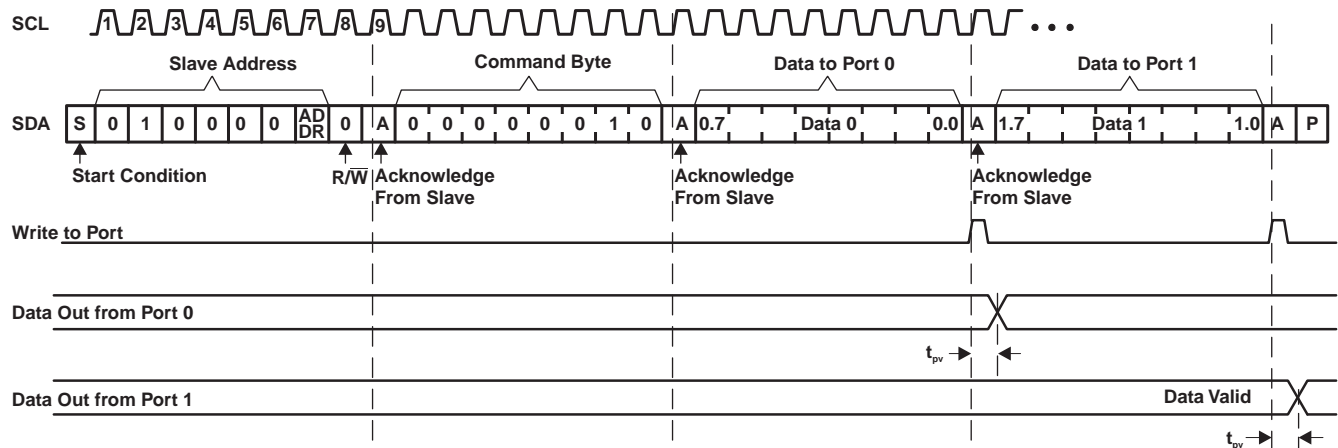 SCL 1 2 3 4 5 6 7 8 9 • • •
Slave Address Command Byte Data to Port 0 Data to Port 1
SDA S 0 1 0 0 0 0 AD DR 0 A 0 0 0 0 0 0 1 0 A 0.7 Data 0 0.0 A 1.7 Data 1 1.0 A P
Start Condition R/W̅ Acknowledge From Slave Acknowledge From Slave Acknowledge From Slave
Write to Port
Data Out from Port 0
tpv
Data Out from Port 1 Data Valid
tpv